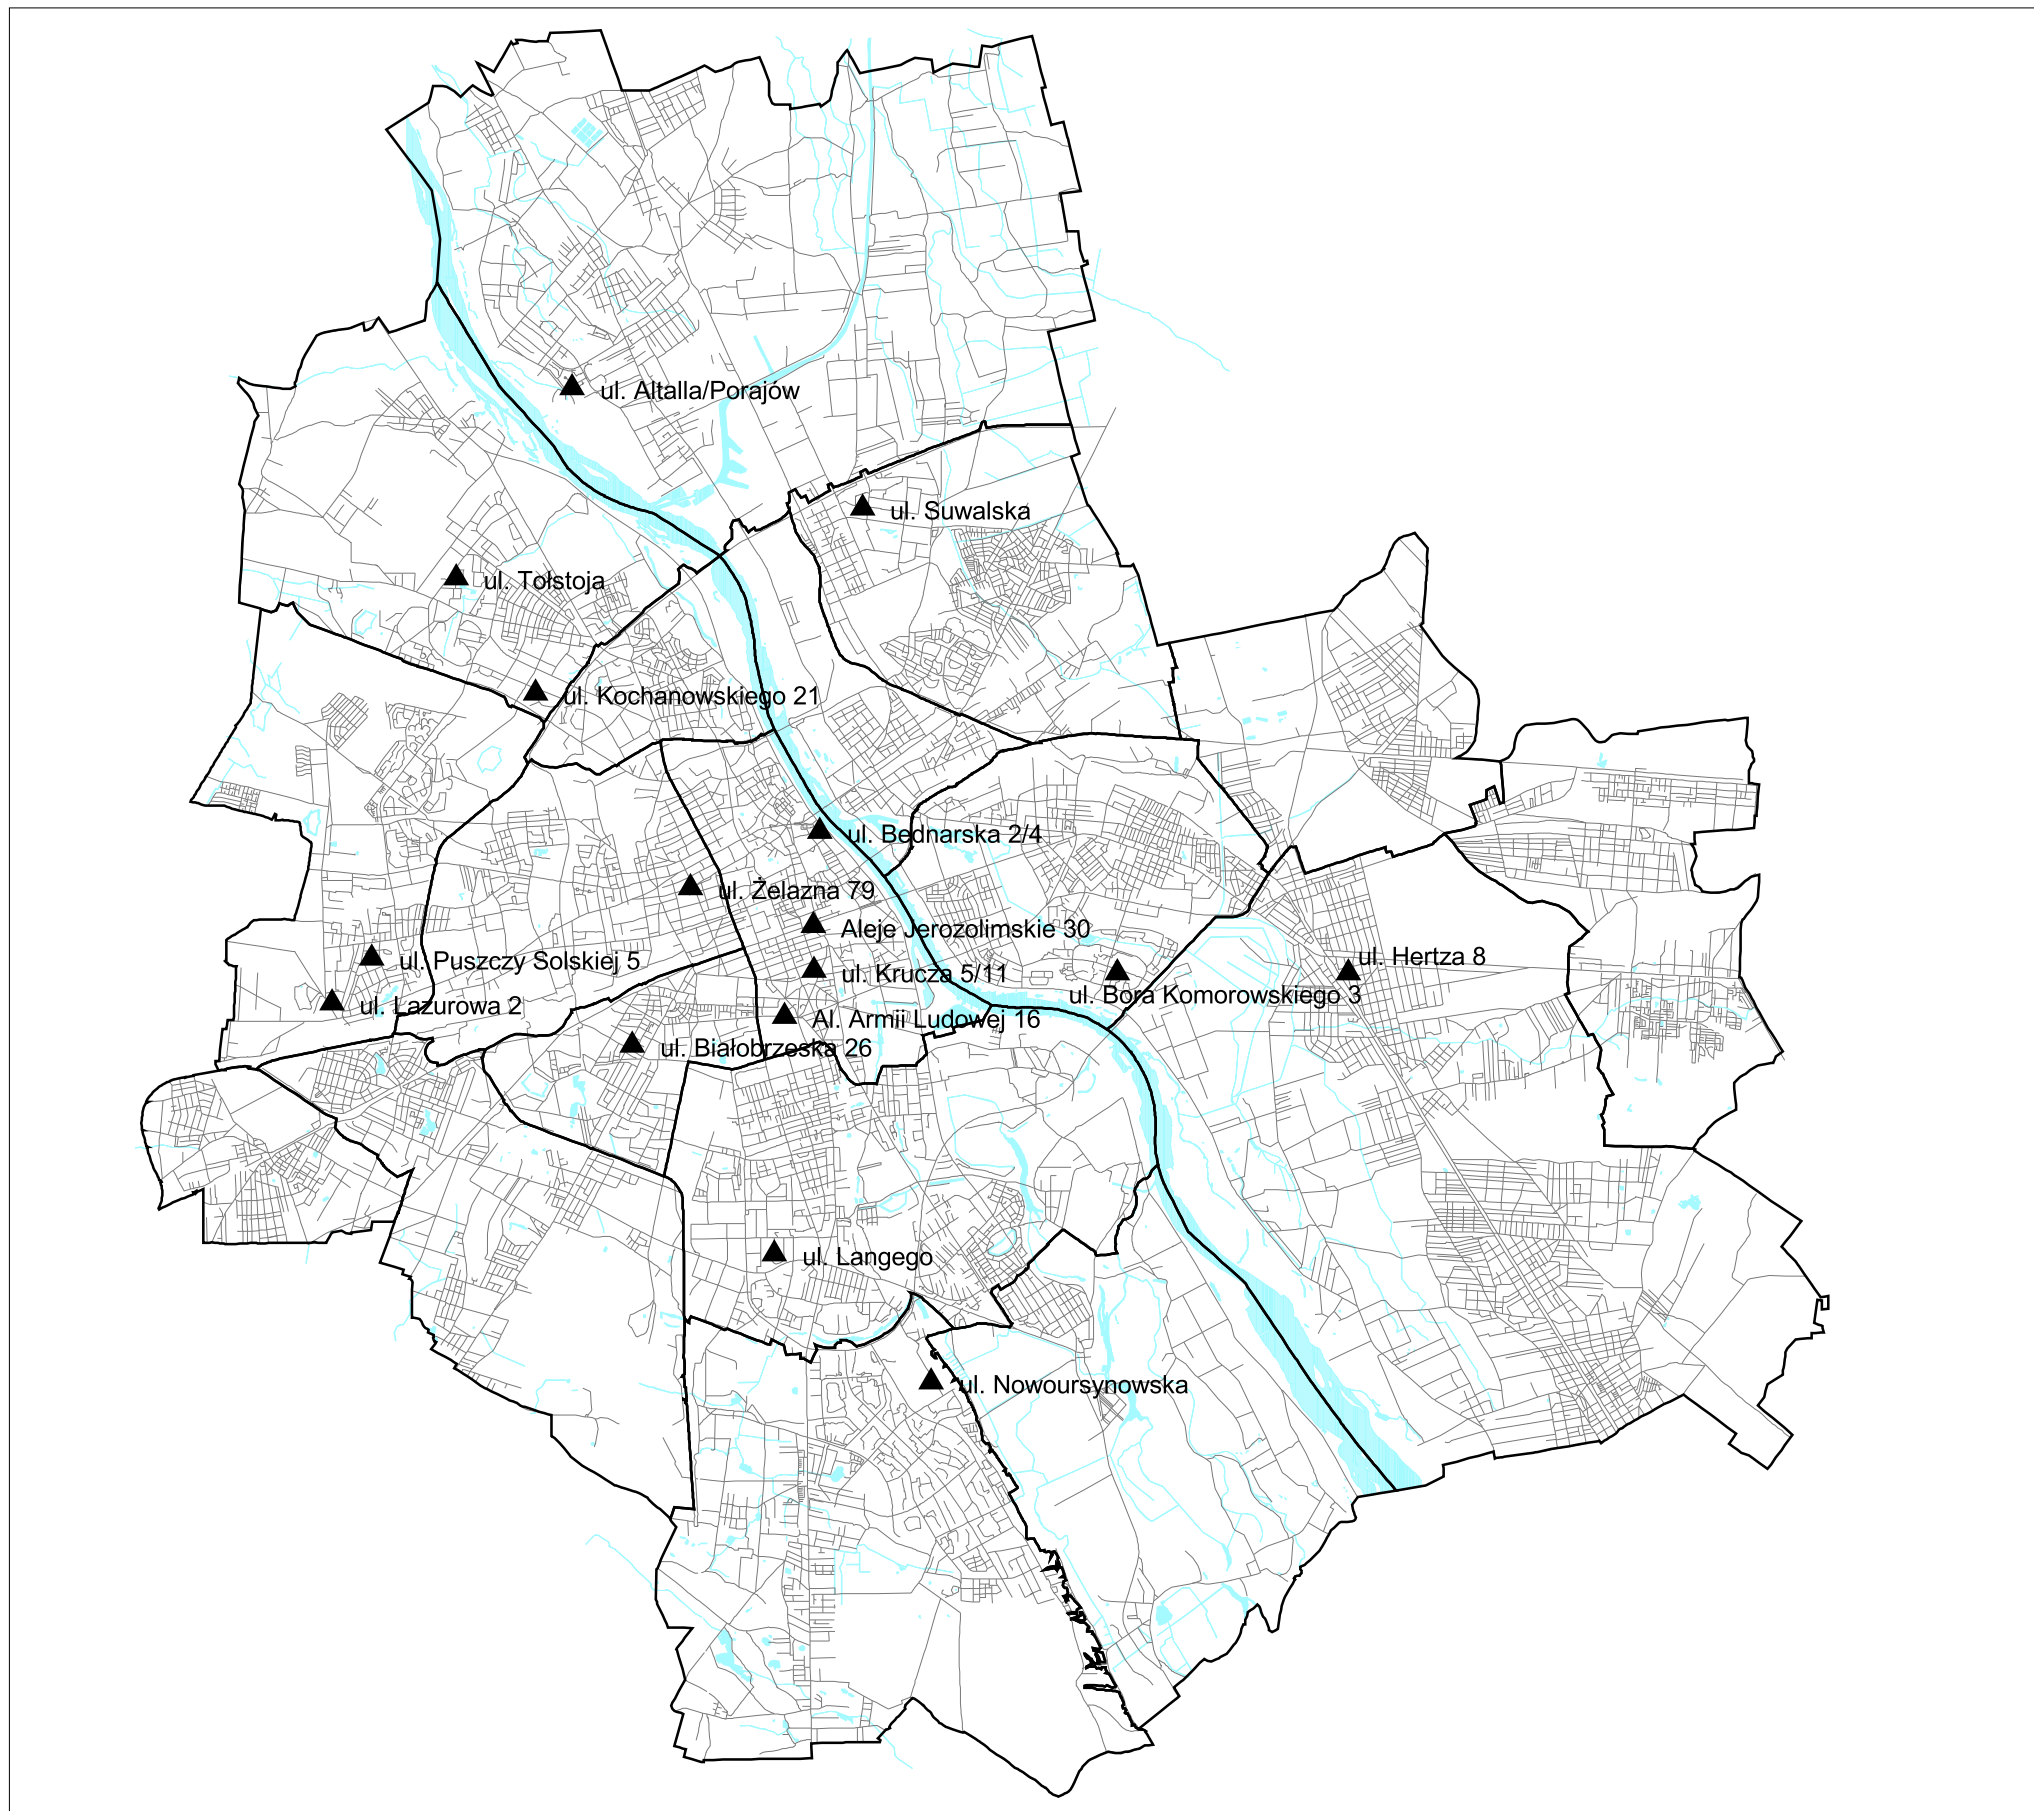 ul. Altalla/Porajów
ul. Suwalska
ul. Tołstoja
ul. Kochanowskiego 21
ul. Bednarska 2/4
ul. Żelazna 79
Aleje Jerozolimskie 30
ul. Hertza 8
ul. Puszczy Solskiej 5
ul. Krucza 5/11
ul. Bora Komorowskiego 3
ul. Lazurowa 2
Al. Armii Ludowej 16
ul. Białobrzeska 26
ul. Langego
ul. Nowoursynowska